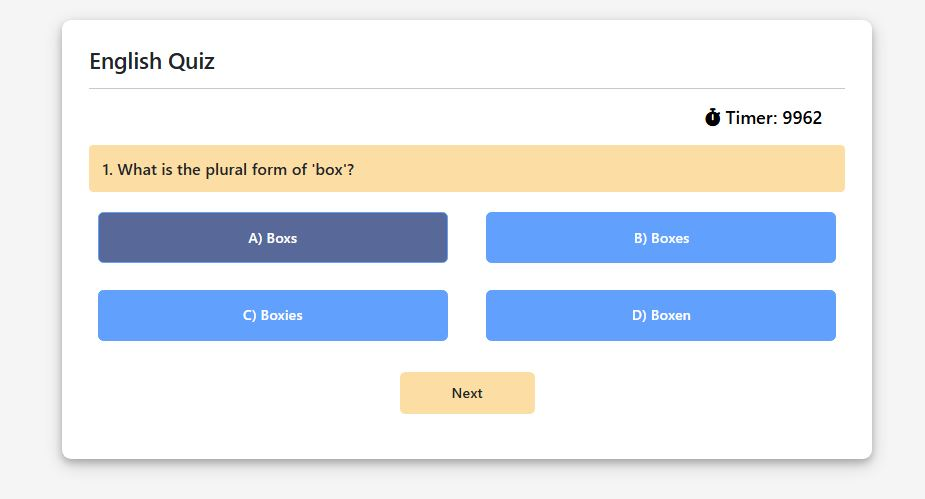 English Quiz
Timer: 9962
1. What is the plural form of 'box'?
A) Boxs
B) Boxes
C) Boxies
D) Boxen
Next